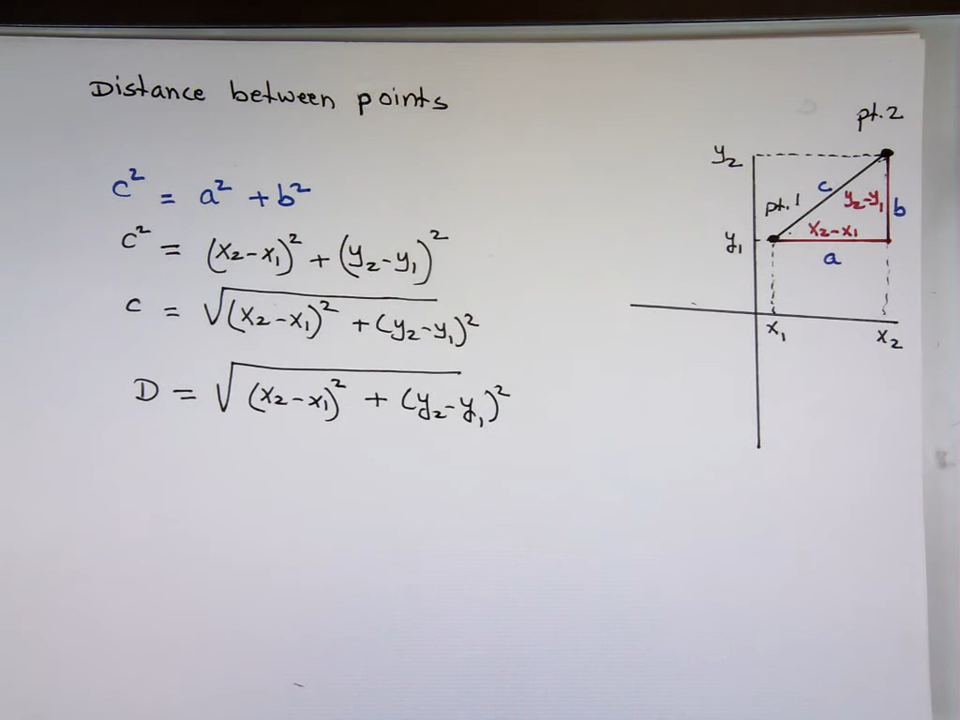 Distance between points
c² = a² + b²
c² = (x₂-x₁)² + (y₂-y₁)²
c = √(x₂-x₁)² + (y₂-y₁)²
D = √(x₂-x₁)² + (y₂-y₁)²
pt.2
y₂
c
pt.1
y₂-y₁
b
y₁
x₂-x₁
a
x₁
x₂